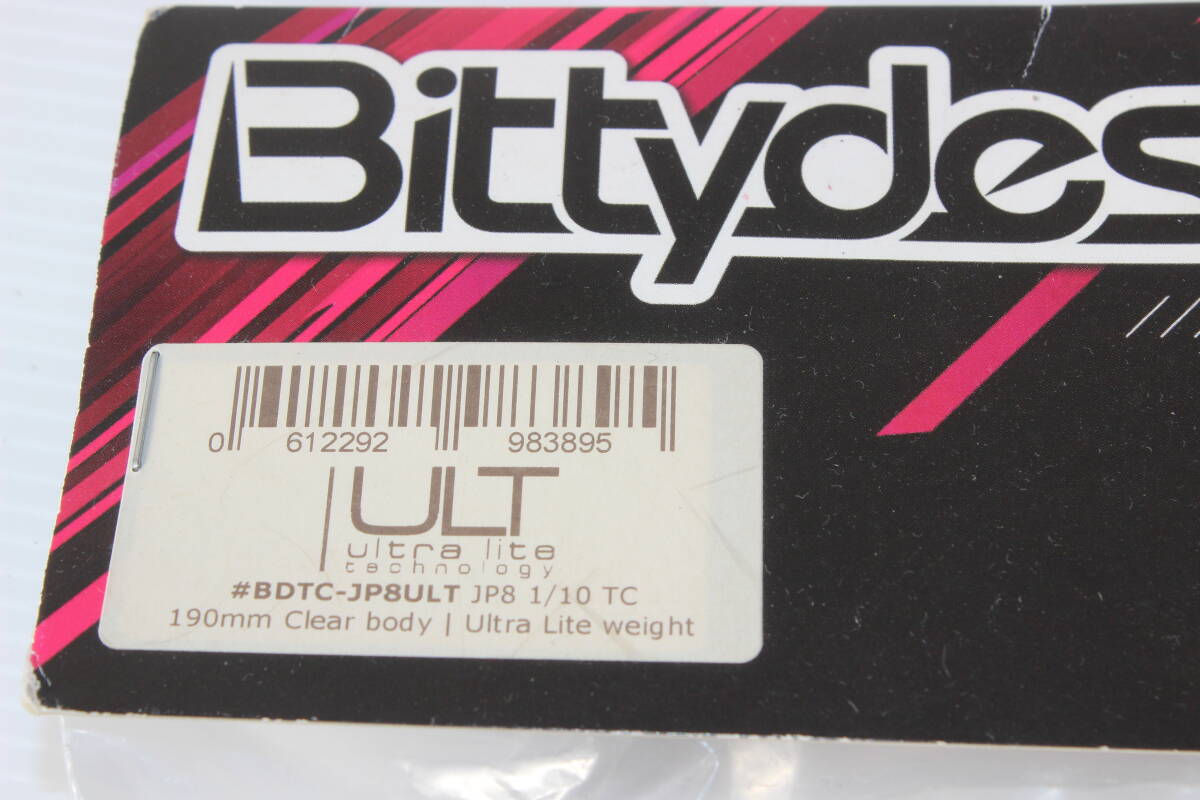 Bittydes
0 612292 983895
ULT
ultra lite
technology
#BDTC-JP8ULT JP8 1/10 TC
190mm Clear body | Ultra Lite weight